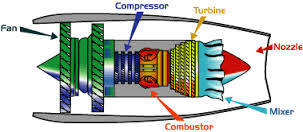 Compressor
Turbine
Fan
Nozzle
Mixer
Combustor